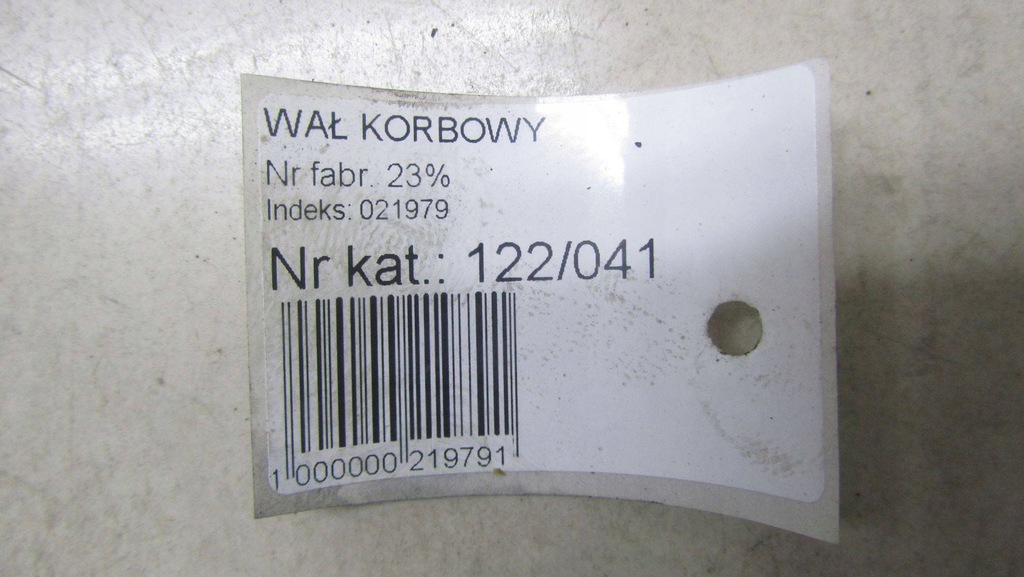 WAŁ KORBOWY
Nr fabr. 23%
Indeks: 021979
Nr kat.: 122/041
1 000000 219791